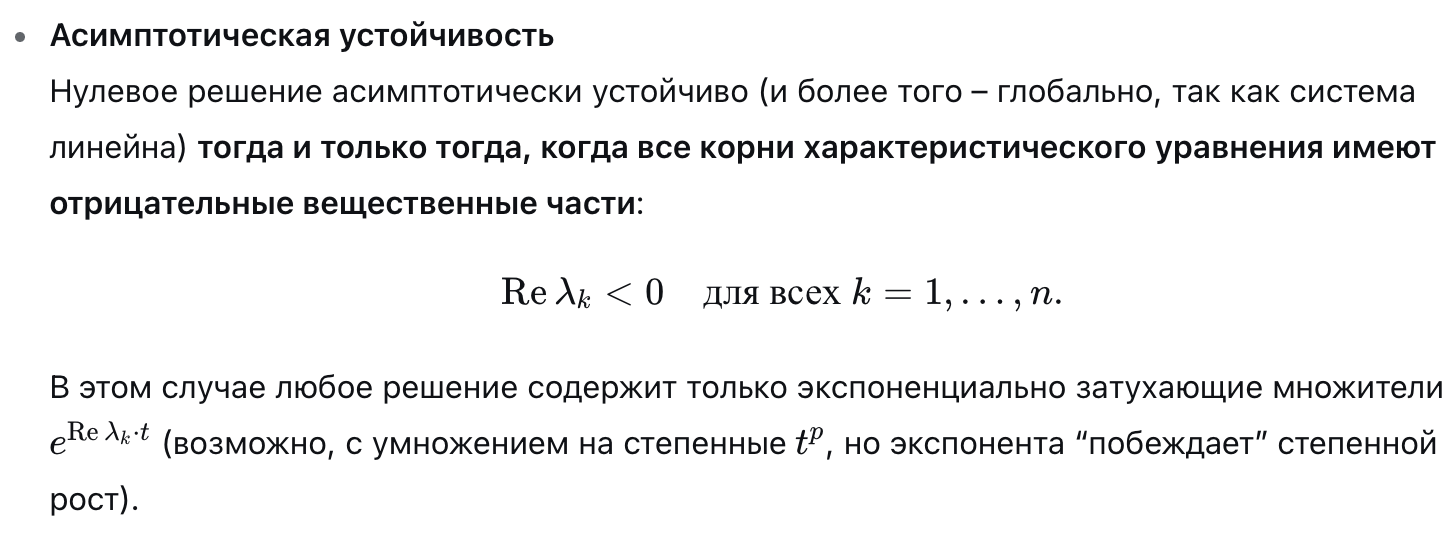 • Асимптотическая устойчивость
Нулевое решение асимптотически устойчиво (и более того – глобально, так как система
линейна) тогда и только тогда, когда все корни характеристического уравнения имеют
отрицательные вещественные части:
Re λₖ < 0 для всех k = 1, . . . , n.
В этом случае любое решение содержит только экспоненциально затухающие множители
e^{Re λₖ·t} (возможно, с умножением на степенные t^p, но экспонента “побеждает” степенной
рост).